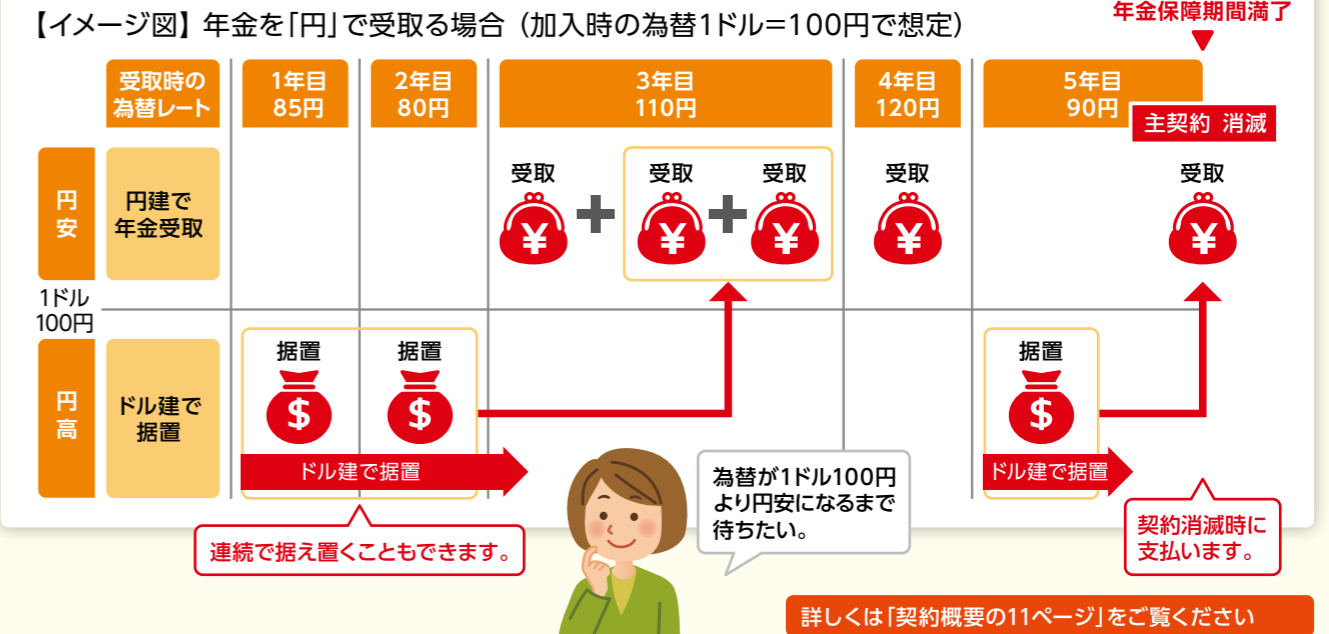 年金保障期間満了
【イメージ図】 年金を「円」で受取る場合（加入時の為替1ドル＝100円で想定）
受取時の
為替レート
1年目
85円
2年目
80円
3年目
110円
4年目
120円
5年目
90円
主契約 消滅
円安
円建で
年金受取
受取
¥
+
受取
¥
+
受取
¥
受取
¥
受取
¥
1ドル
100円
円高
ドル建で
据置
据置
$
据置
$
ドル建で据置
据置
$
ドル建で据置
連続で据え置くこともできます。
為替が1ドル100円
より円安になるまで
待ちたい。
契約消滅時に
支払います。
詳しくは「契約概要の11ページ」をご覧ください